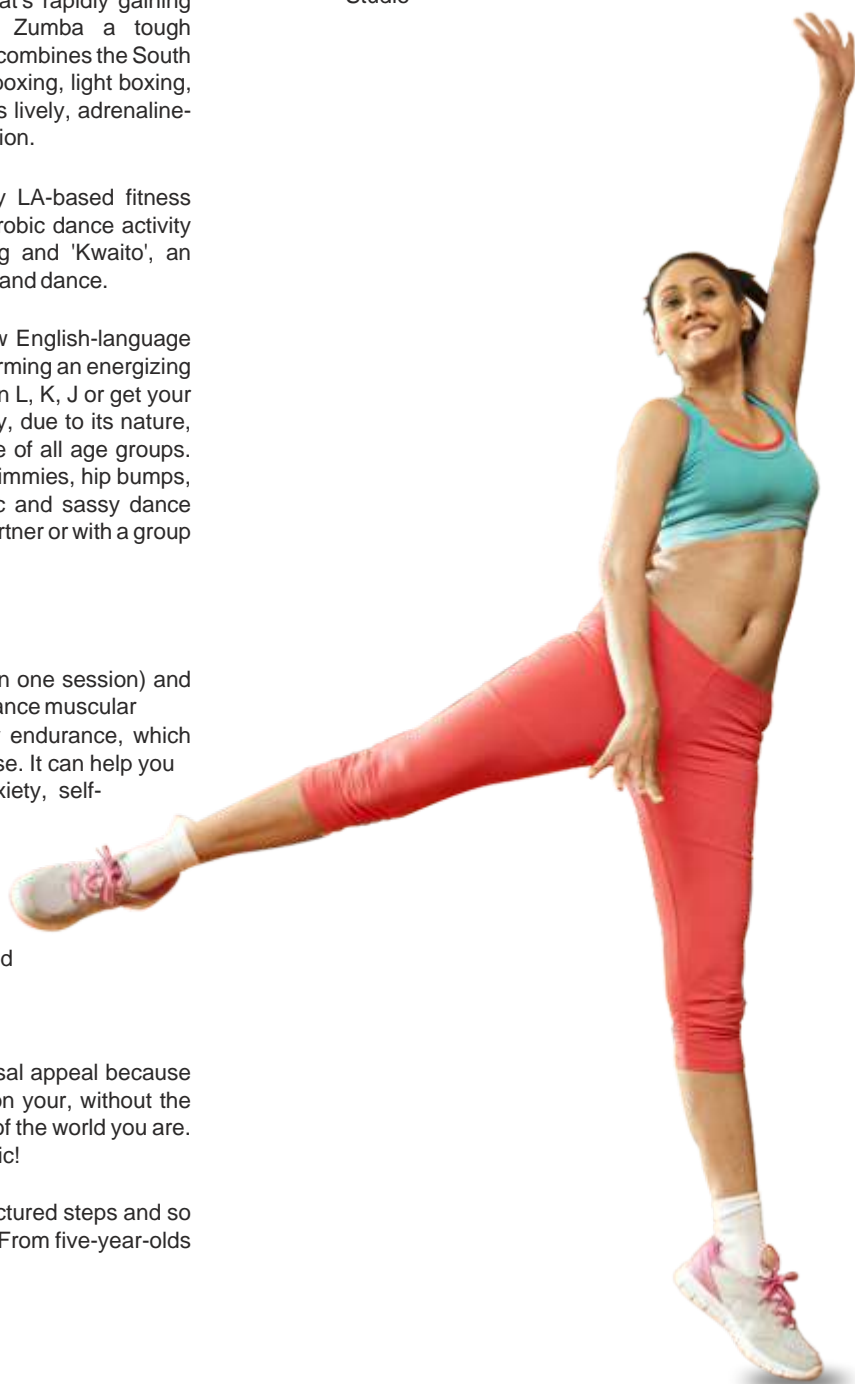 at's rapidly gaining
Zumba a tough
combines the South
boxing, light boxing,
s lively, adrenaline-
ion.
y LA-based fitness
robic dance activity
g and 'Kwaito', an
and dance.
w English-language
rming an energizing
n L, K, J or get your
y, due to its nature,
e of all age groups.
immies, hip bumps,
c and sassy dance
rtner or with a group
n one session) and
ance muscular
endurance, which
se. It can help you
xiety, self-
d
sal appeal because
on your, without the
of the world you are.
ic!
ctured steps and so
From five-year-olds
Studio